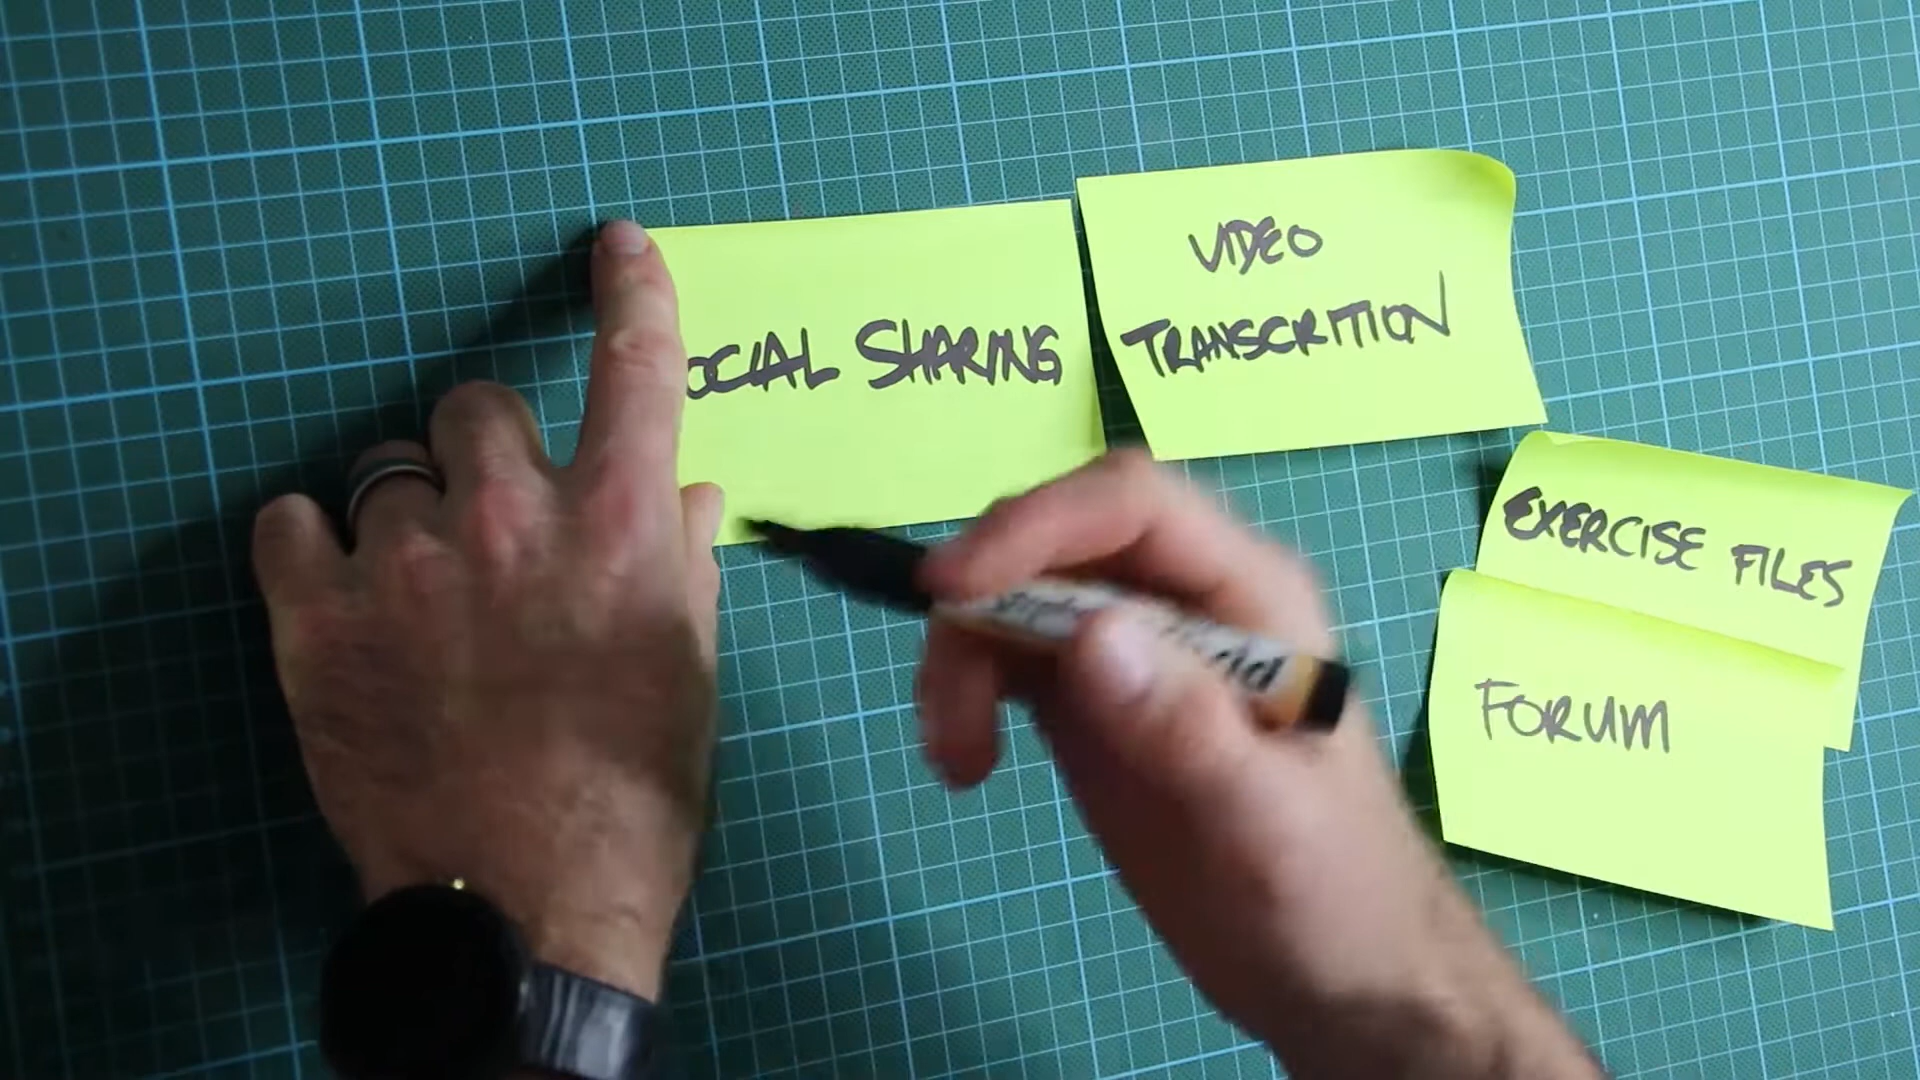 OCIAL SHARING
VIDEO
TRANSCRITION
EXERCISE FILES
FORUM